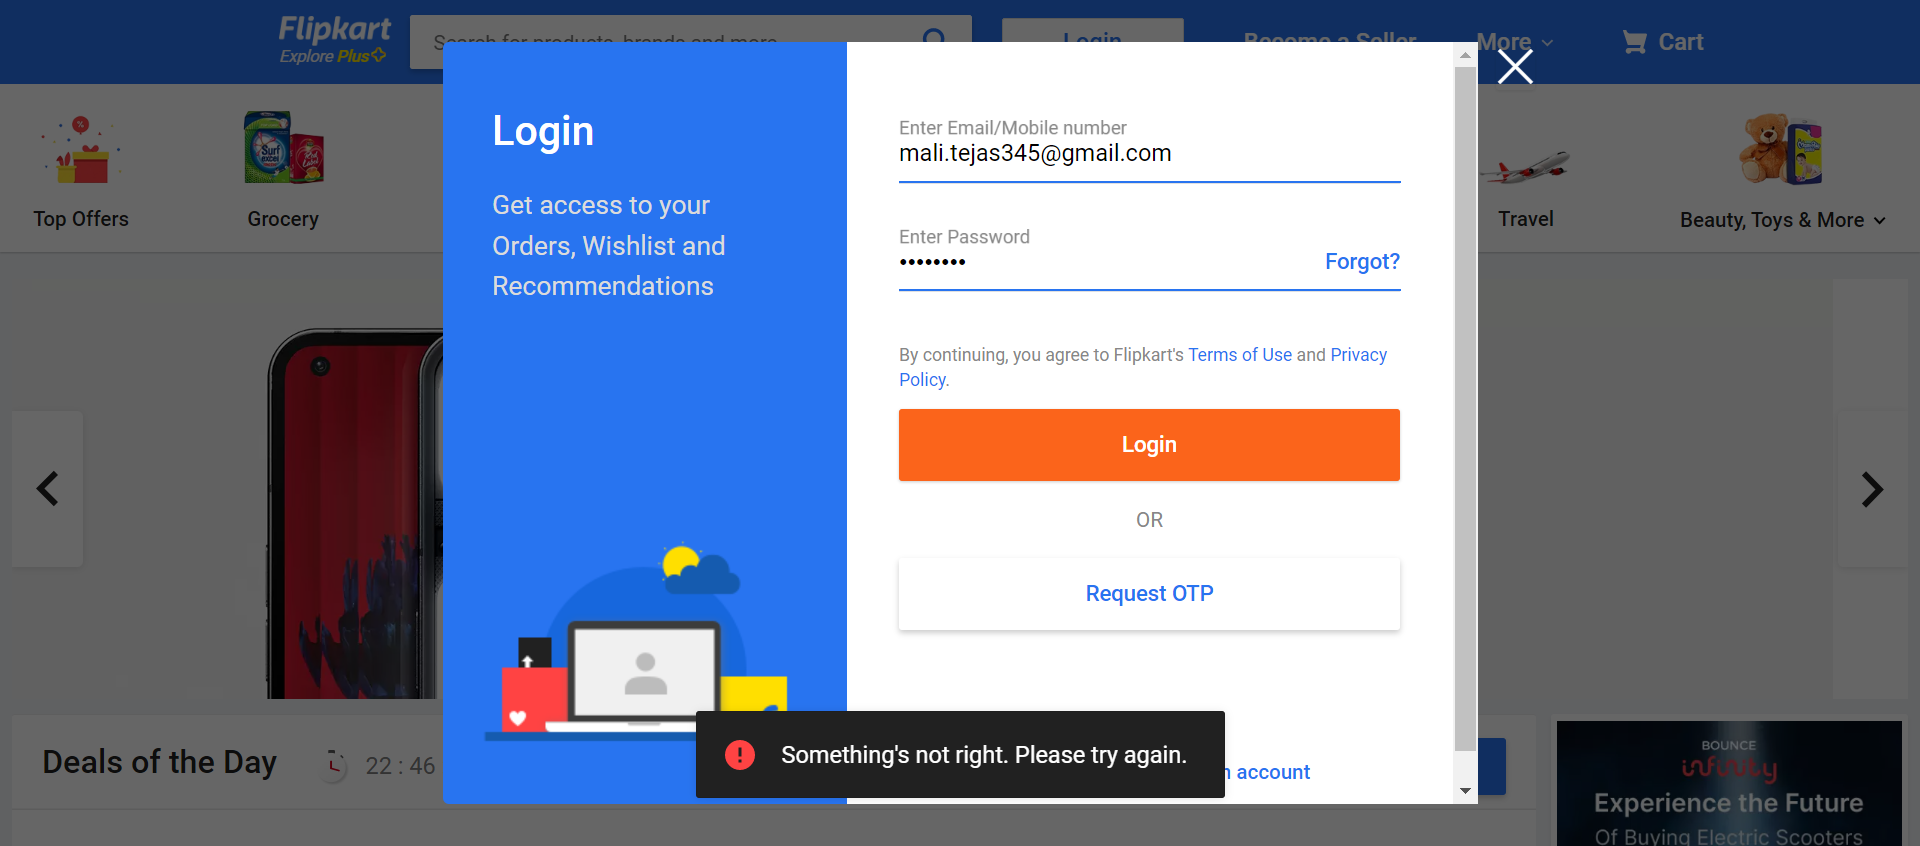 Flipkart
Explore Plus
Search for products, brands and more
Login
Become a Seller
More
Cart
Top Offers
Surf excel
Red Label
Grocery
Travel
Beauty, Toys & More
Login
Get access to your
Orders, Wishlist and
Recommendations
Enter Email/Mobile number
mali.tejas345@gmail.com
Enter Password
••••••••
Forgot?
By continuing, you agree to Flipkart's Terms of Use and Privacy
Policy.
Login
OR
Request OTP
Something's not right. Please try again.
account
Deals of the Day
22 : 46
BOUNCE
infinity
Experience the Future
Of Buying Electric Scooters